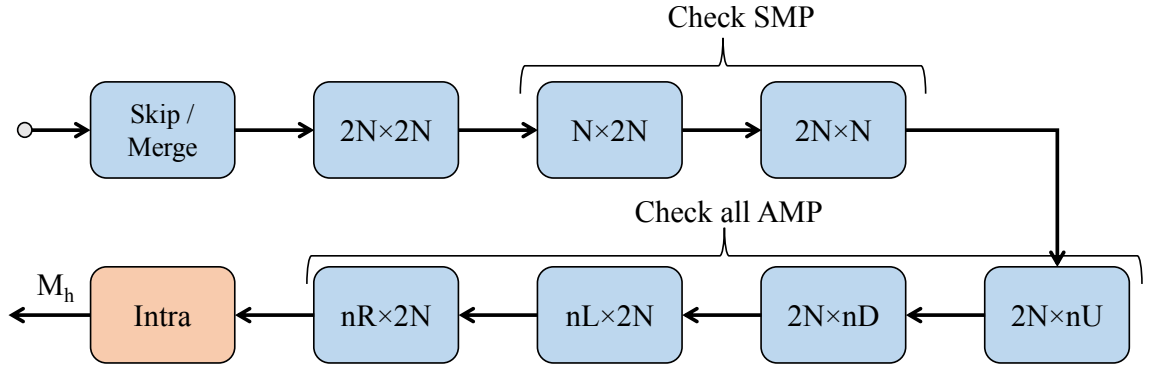 Check SMP
Skip /
Merge
2N×2N
N×2N
2N×N
Check all AMP
M_h
Intra
nR×2N
nL×2N
2N×nD
2N×nU